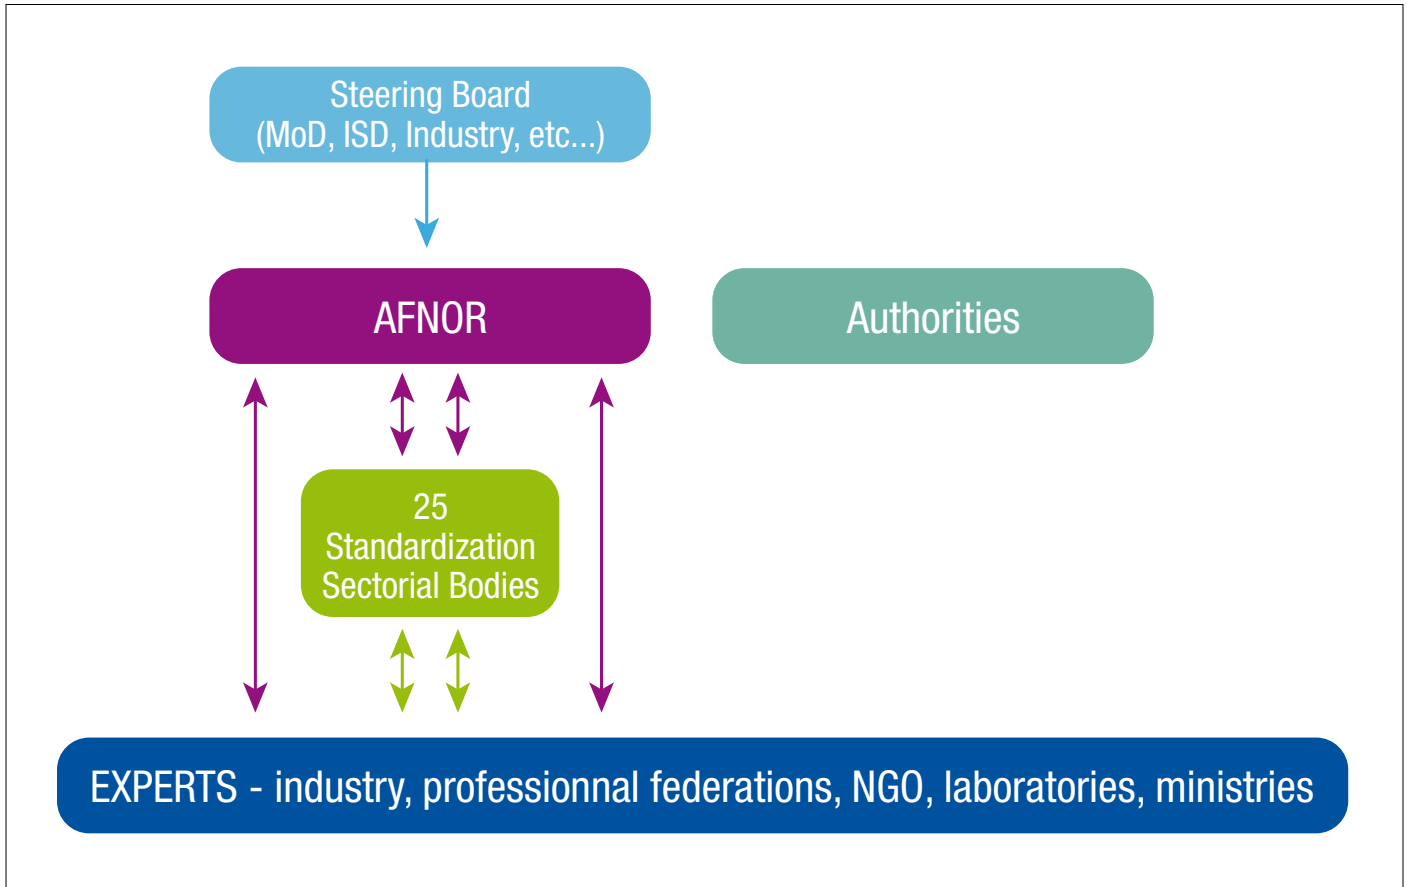 Steering Board
(MoD, ISD, Industry, etc...)
AFNOR
Authorities
25
Standardization
Sectorial Bodies
EXPERTS - industry, professionnal federations, NGO, laboratories, ministries